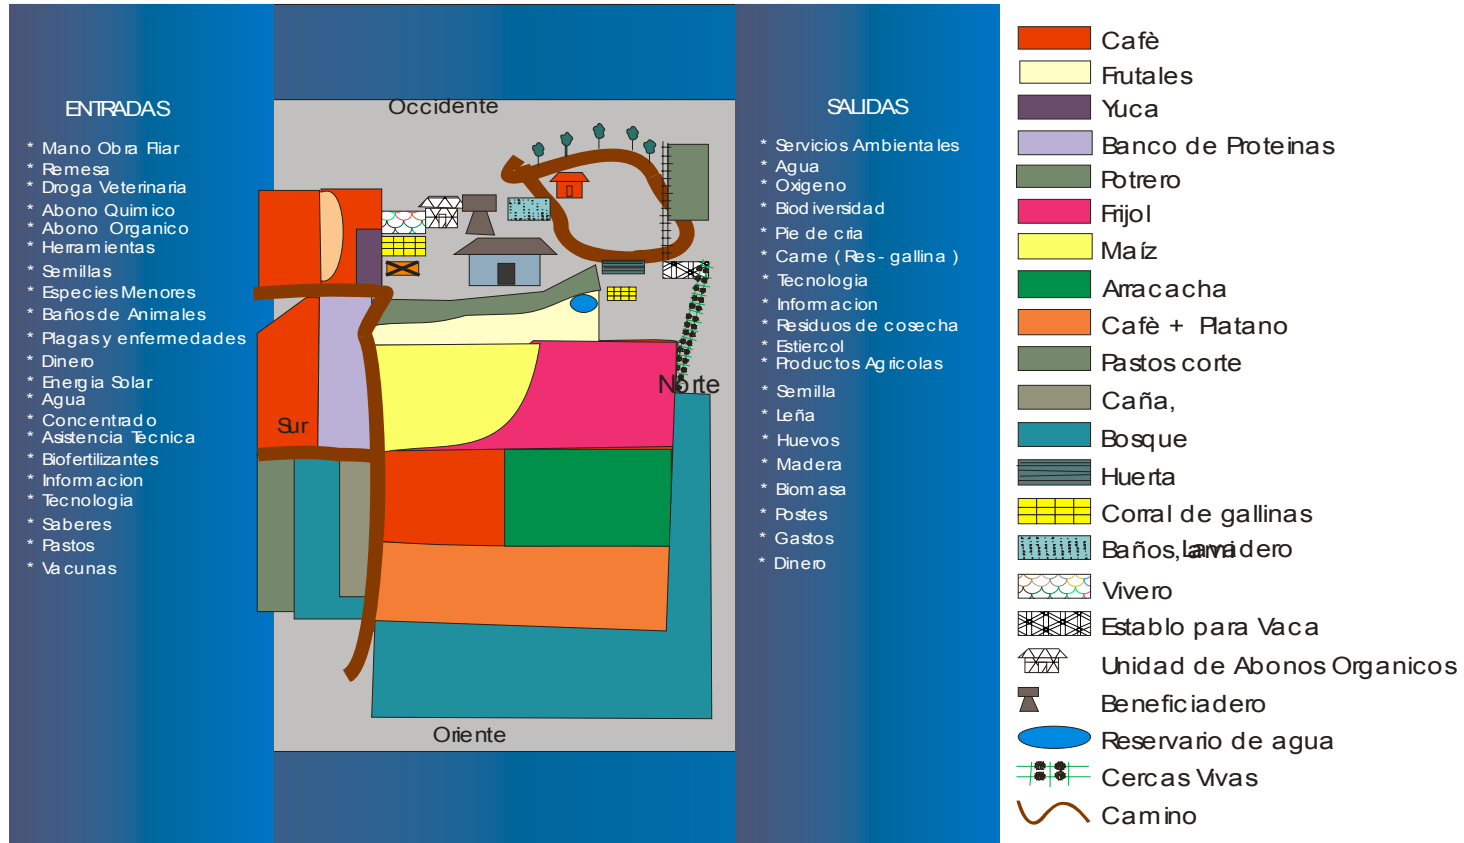 ENTRADAS
* Mano Obra Fliar
* Remesa
* Droga Veterinaria
* Abono Quimico
* Abono Organico
* Herramientas
* Semillas
* Especies Menores
* Baños de Animales
* Plagas y enfermedades
* Dinero
* Energia Solar
* Agua
* Concentrado
* Asistencia Tecnica
* Biofertilizantes
* Informacion
* Tecnologia
* Saberes
* Pastos
* Vacunas
Occidente
Sur
Norte
Oriente
SALIDAS
* Servicios Ambientales
* Agua
* Oxigeno
* Biodiversidad
* Pie de cria
* Carne ( Res - gallina )
* Tecnologia
* Informacion
* Residuos de cosecha
* Estiercol
* Productos Agricolas
* Semilla
* Leña
* Huevos
* Madera
* Biomasa
* Postes
* Gastos
* Dinero
Cafè
Frutales
Yuca
Banco de Proteinas
Potrero
Frijol
Maíz
Arracacha
Cafè + Platano
Pastos corte
Caña,
Bosque
Huerta
Corral de gallinas
Baños, Lavadero
Vivero
Establo para Vaca
Unidad de Abonos Organicos
Beneficiadero
Reservario de agua
Cercas Vivas
Camino